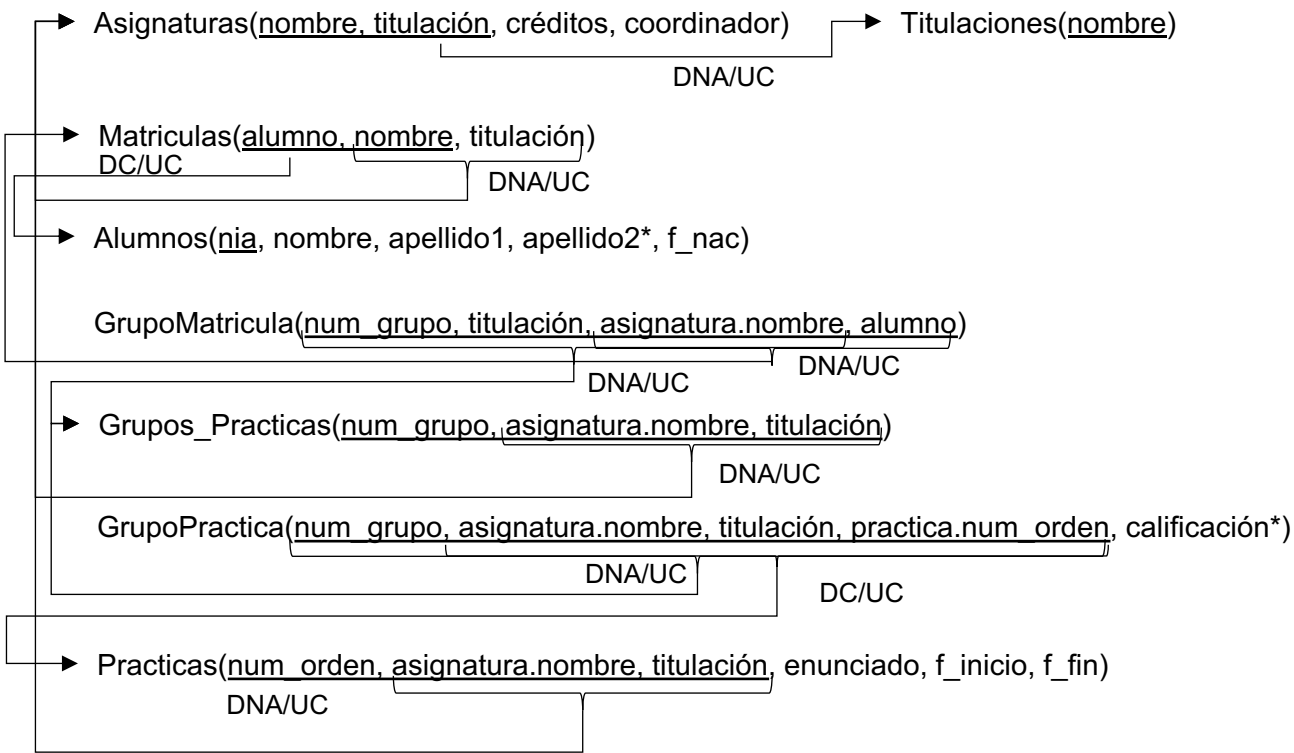 Asignaturas(nombre, titulación, créditos, coordinador) Titulaciones(nombre)
DNA/UC
Matriculas(alumno, nombre, titulación)
DC/UC
DNA/UC
Alumnos(nia, nombre, apellido1, apellido2*, f_nac)
GrupoMatricula(num_grupo, titulación, asignatura.nombre, alumno)
DNA/UC
DNA/UC
Grupos_Practicas(num_grupo, asignatura.nombre, titulación)
DNA/UC
GrupoPractica(num_grupo, asignatura.nombre, titulación, practica.num_orden, calificación*)
DNA/UC
DC/UC
Practicas(num_orden, asignatura.nombre, titulación, enunciado, f_inicio, f_fin)
DNA/UC